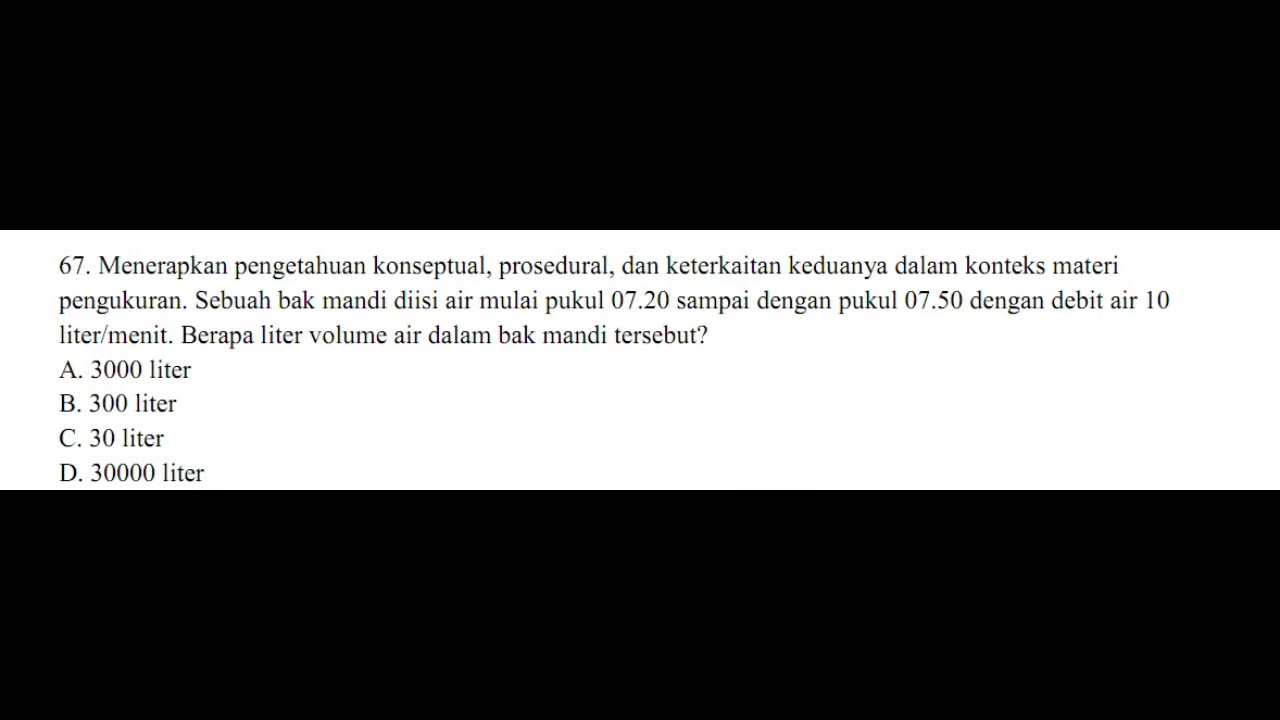 67. Menerapkan pengetahuan konseptual, prosedural, dan keterkaitan keduanya dalam konteks materi
pengukuran. Sebuah bak mandi diisi air mulai pukul 07.20 sampai dengan pukul 07.50 dengan debit air 10
liter/menit. Berapa liter volume air dalam bak mandi tersebut?
A. 3000 liter
B. 300 liter
C. 30 liter
D. 30000 liter